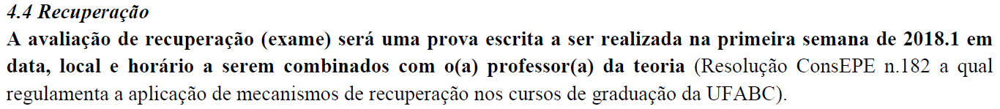 4.4 Recuperação
A avaliação de recuperação (exame) será uma prova escrita a ser realizada na primeira semana de 2018.1 em
data, local e horário a serem combinados com o(a) professor(a) da teoria (Resolução ConsEPE n.182 a qual
regulamenta a aplicação de mecanismos de recuperação nos cursos de graduação da UFABC).